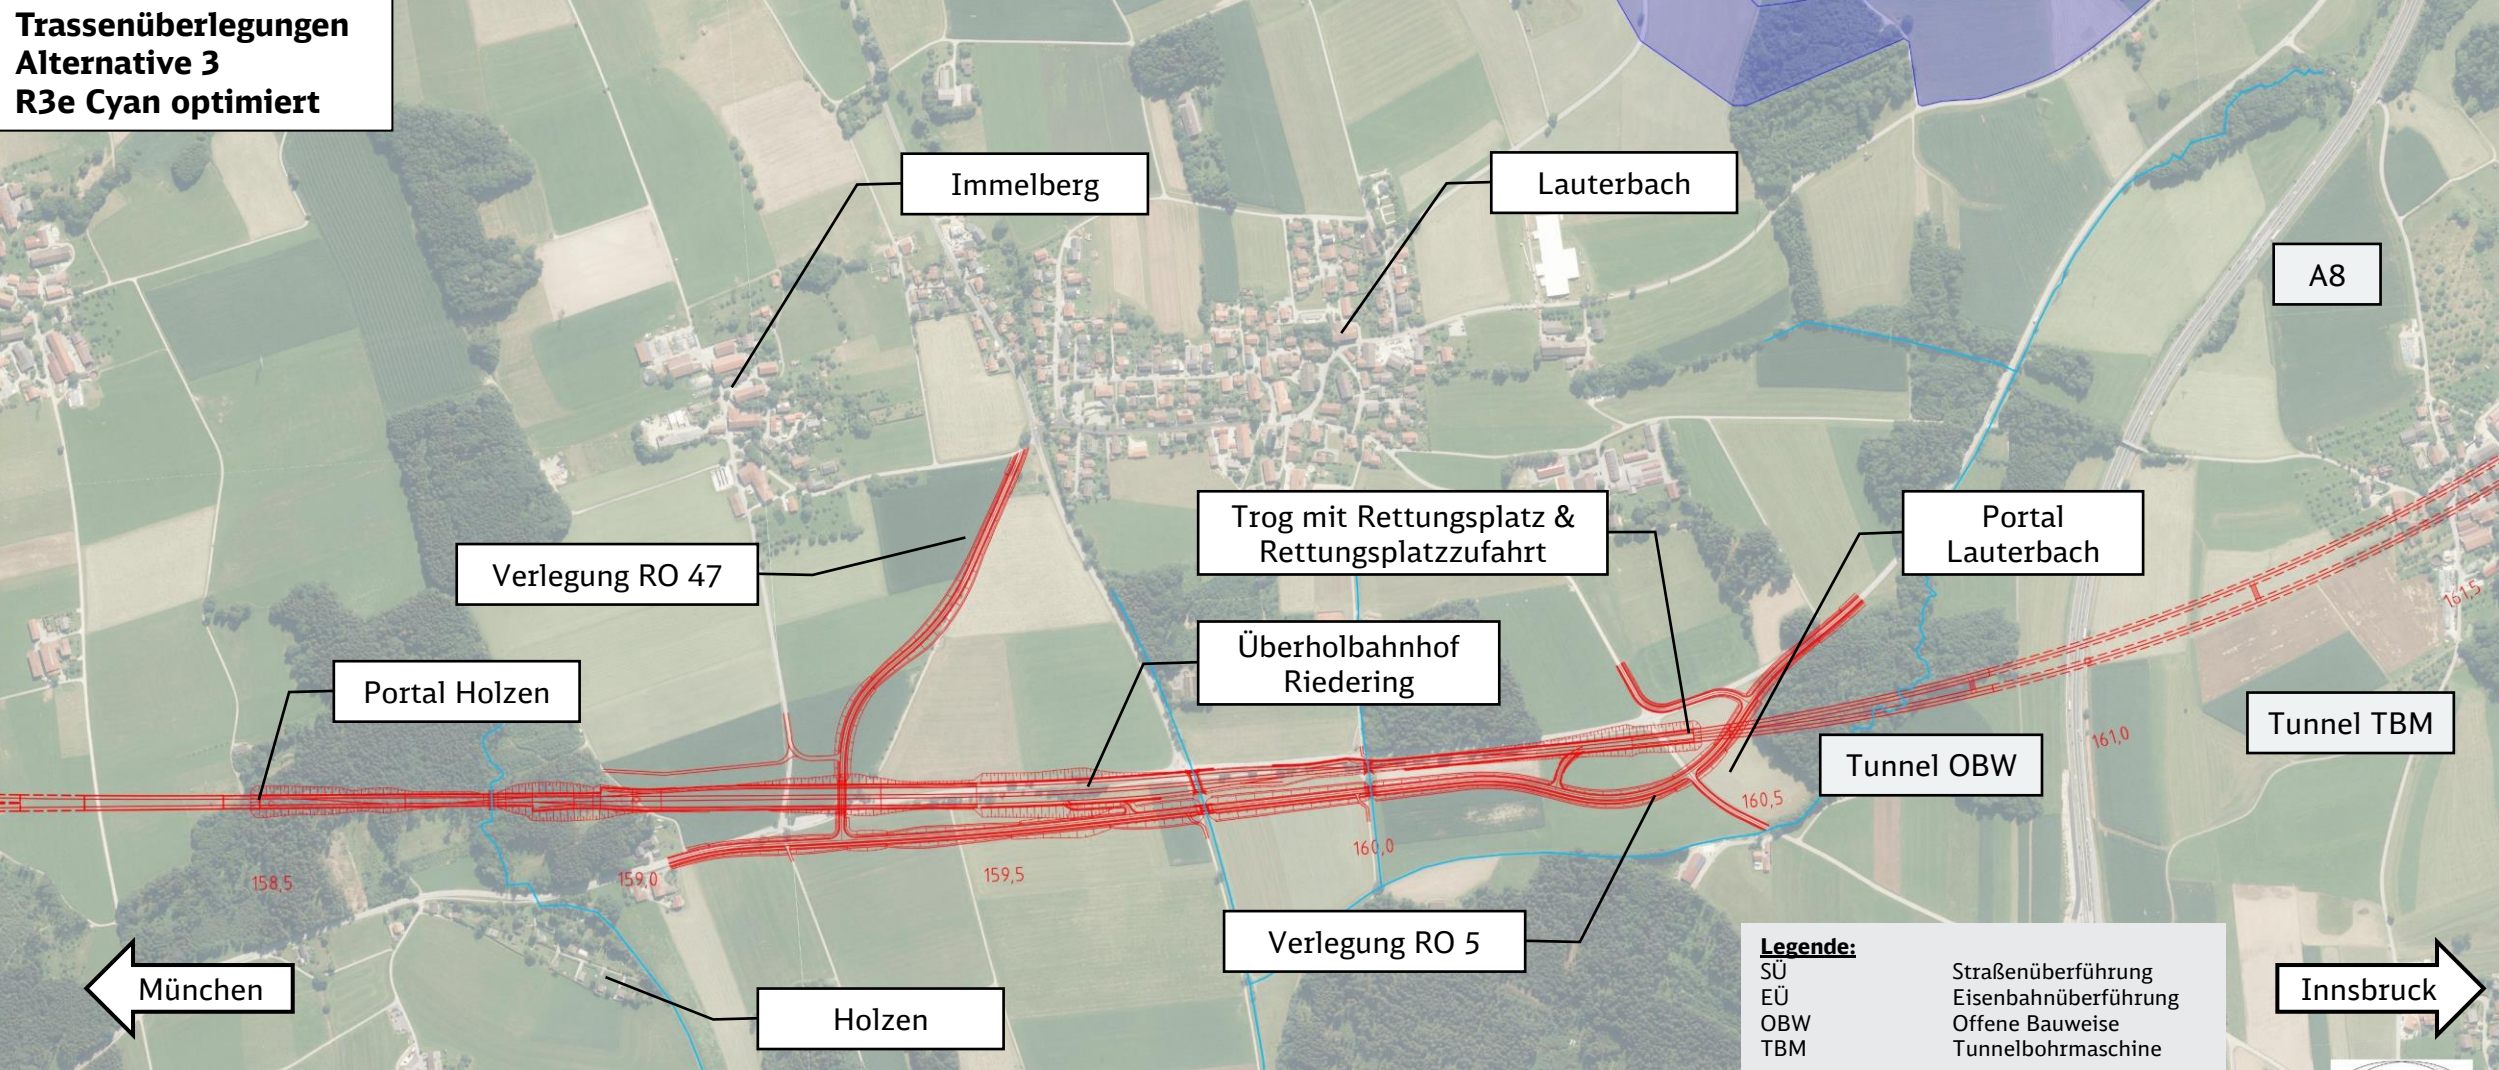 Trassenüberlegungen
Alternative 3
R3e Cyan optimiert
Immelberg
Lauterbach
A8
Trog mit Rettungsplatz &
Rettungsplatzzufahrt
Portal
Lauterbach
Verlegung RO 47
161,5
Überholbahnhof
Riedering
Portal Holzen
Tunnel TBM
161,0
Tunnel OBW
160,5
160,0
159,5
159,0
158,5
Verlegung RO 5
München
Holzen
Legende:
SÜ Straßenüberführung
EÜ Eisenbahnüberführung
OBW Offene Bauweise
TBM Tunnelbohrmaschine
Innsbruck